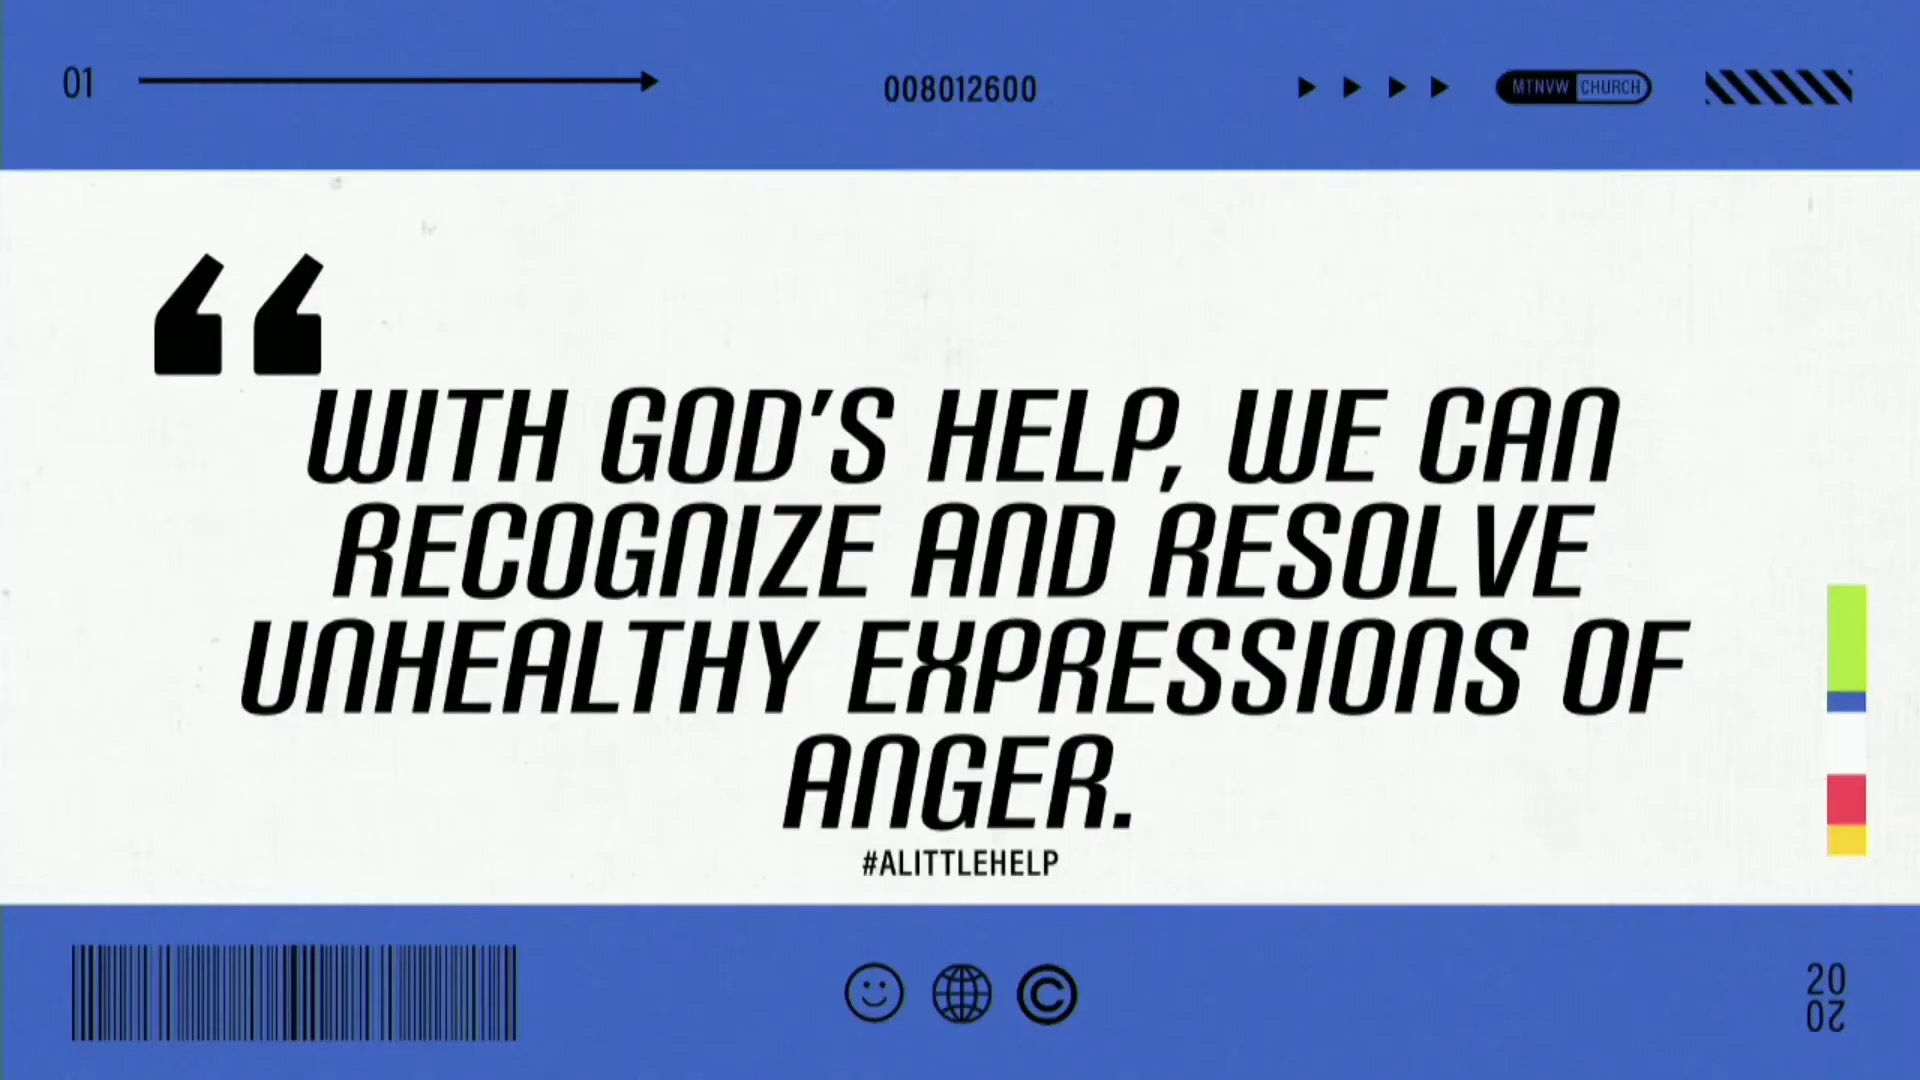 01
008012600
MTNVW CHURCH
“
WITH GOD'S HELP, WE CAN
RECOGNIZE AND RESOLVE
UNHEALTHY EXPRESSIONS OF
ANGER.
#ALITTLEHELP
©
20
20